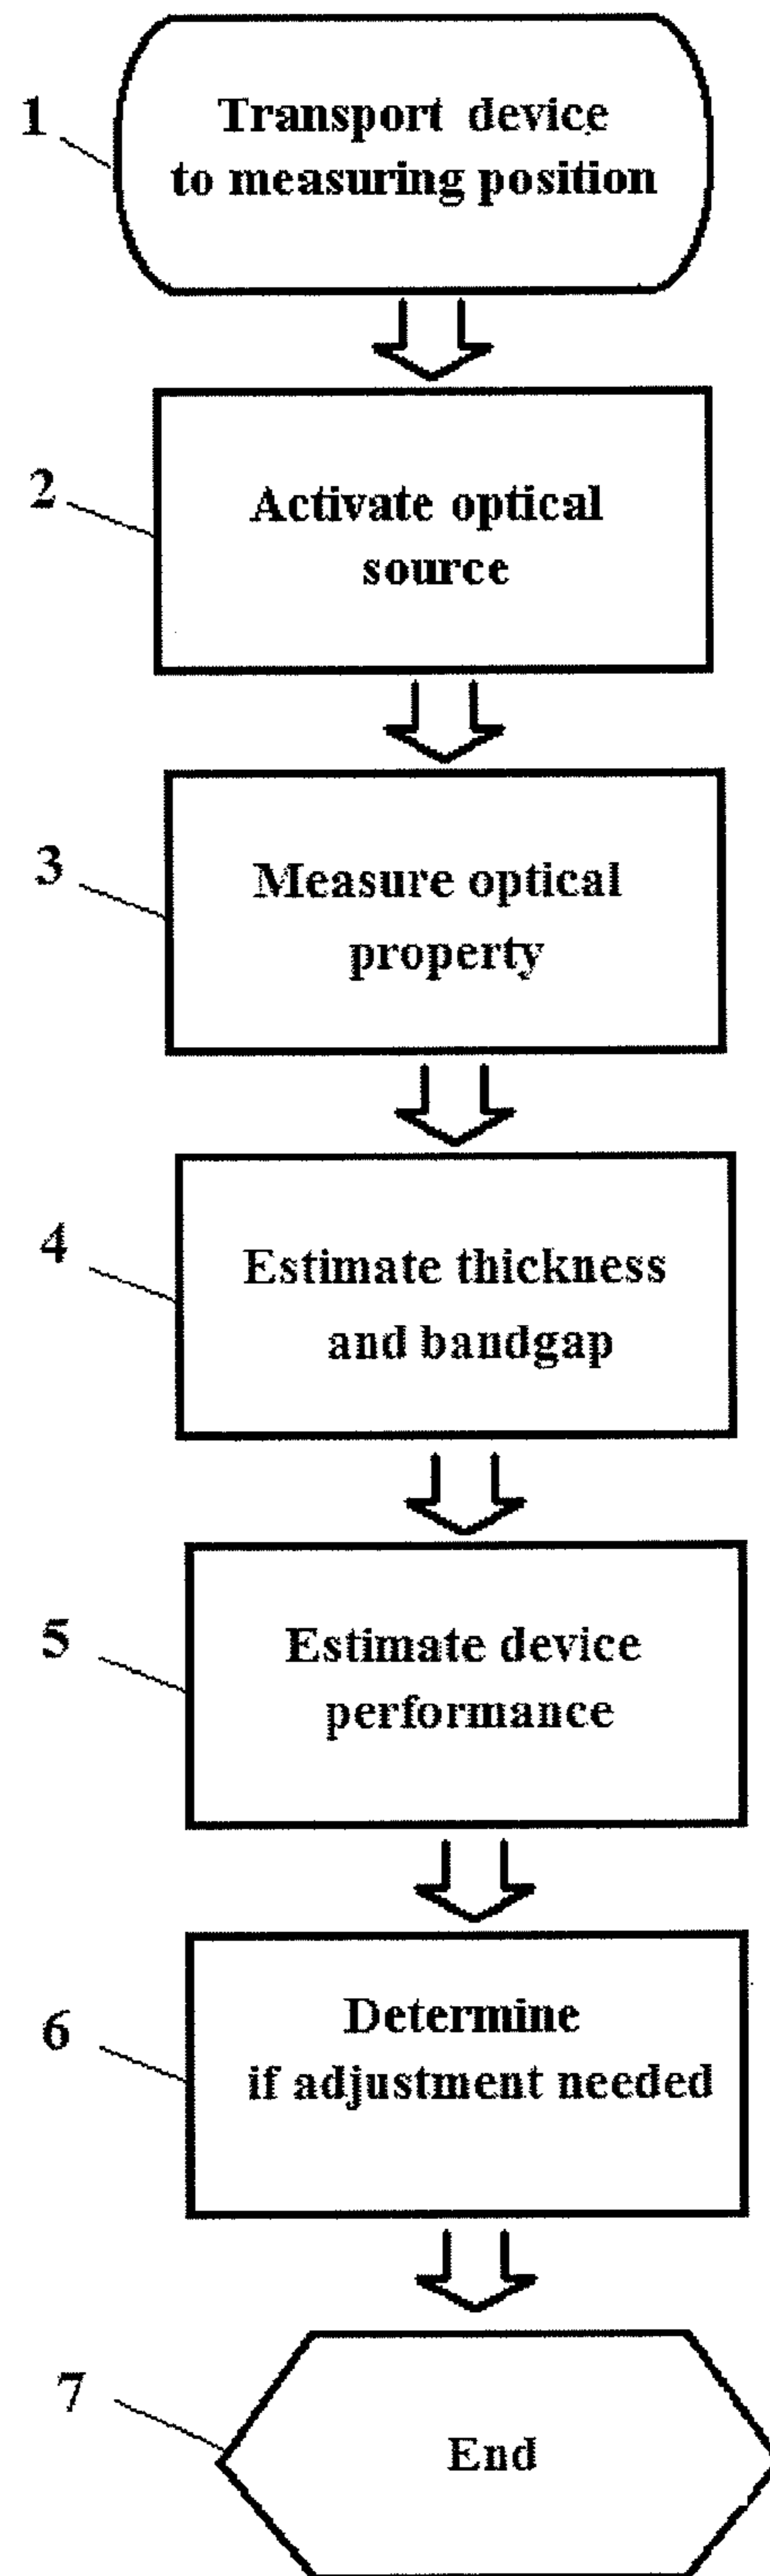 1
Transport device
to measuring position
2
Activate optical
source
3
Measure optical
property
4
Estimate thickness
and bandgap
5
Estimate device
performance
6
Determine
if adjustment needed
7
End